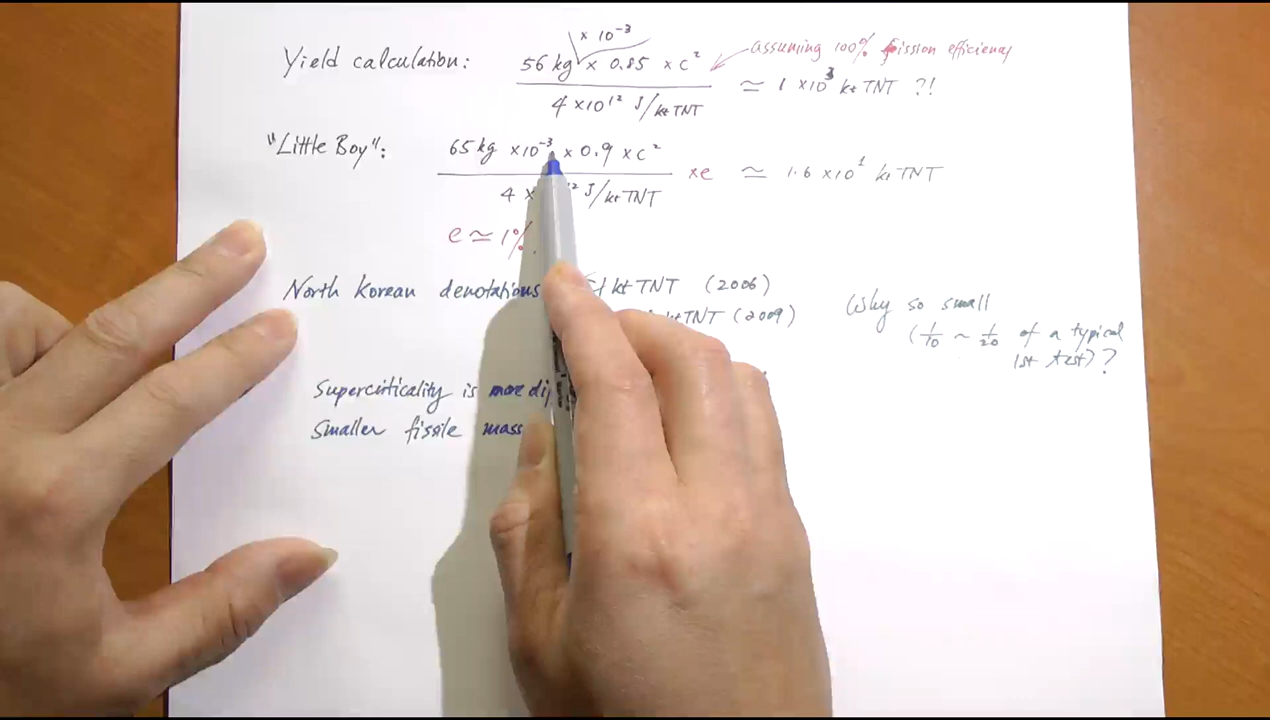 × 10⁻³
Yield calculation: 56 kg × 0.85 × c² / 4 × 10¹² J/kt TNT ≃ 1 × 10³ kt TNT ?!
assuming 100% fission efficiency
"Little Boy": 65 kg × 10⁻³ × 0.9 × c² / 4 × ¹² J/kt TNT × e ≃ 1.6 × 10¹ kt TNT
e ≃ 1%.
North Korean denotations kt TNT (2006)
kt TNT (2009)
Why so small
(1/10 ~ 1/20 of a typical
1st test)?
Supercriticality is more
Smaller fissile mass